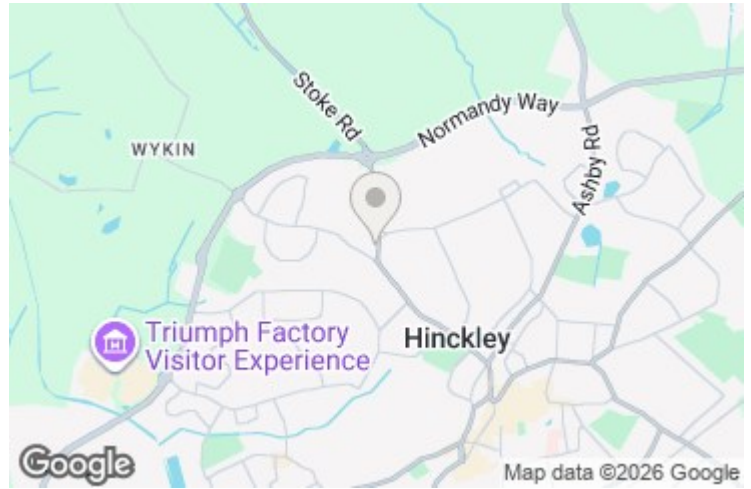 Stoke Rd
Normandy Way
WYKIN
Ashby Rd
Triumph Factory
Visitor Experience
Hinckley
Google
Map data ©2026 Google